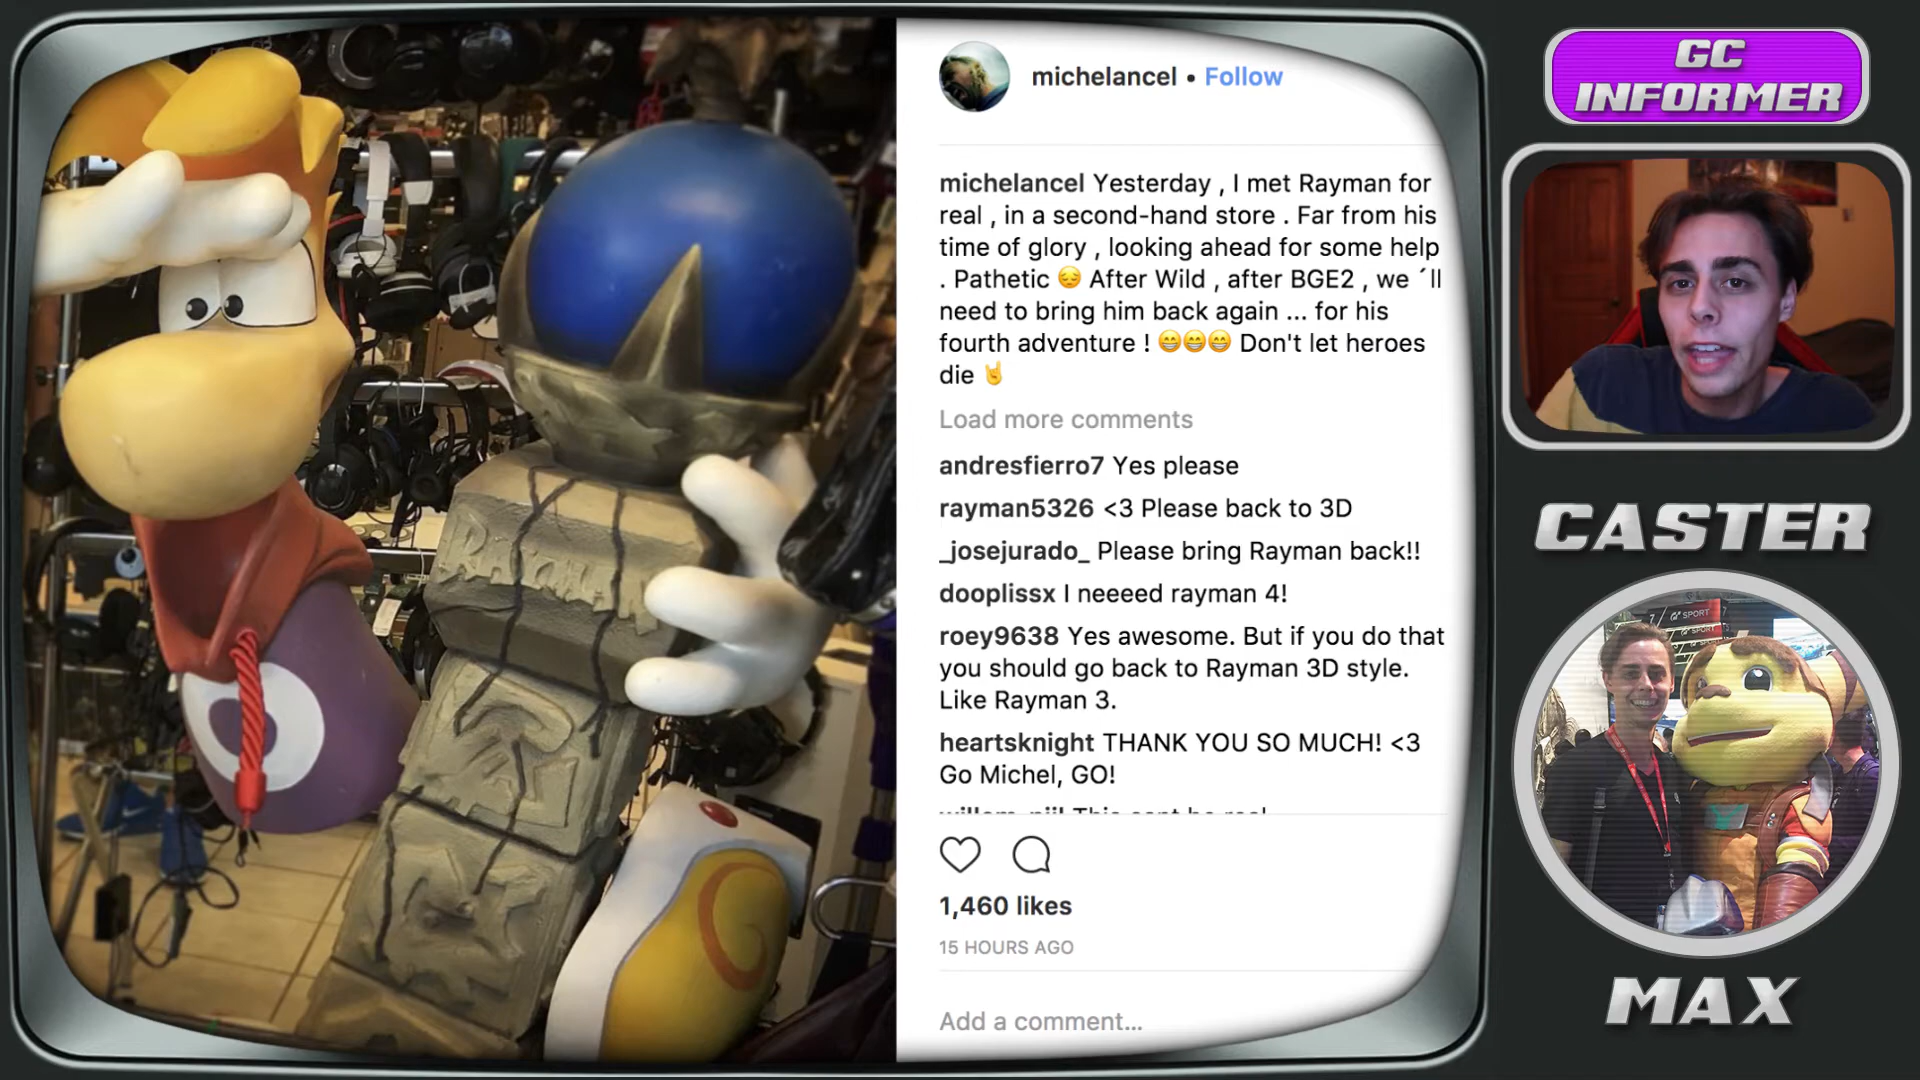 michelancel • Follow
michelancel Yesterday , I met Rayman for
real , in a second-hand store . Far from his
time of glory , looking ahead for some help
. Pathetic 😔 After Wild , after BGE2 , we ´ll
need to bring him back again ... for his
fourth adventure ! 😁😁😁 Don't let heroes
die 🤘
Load more comments
andresfierro7 Yes please
rayman5326 <3 Please back to 3D
_josejurado_ Please bring Rayman back!!
dooplissx I neeeed rayman 4!
roey9638 Yes awesome. But if you do that
you should go back to Rayman 3D style.
Like Rayman 3.
heartsknight THANK YOU SO MUCH! <3
Go Michel, GO!
1,460 likes
15 HOURS AGO
Add a comment...
RAYMAN
GC
INFORMER
CASTER
SPORT
SPORT
MAX